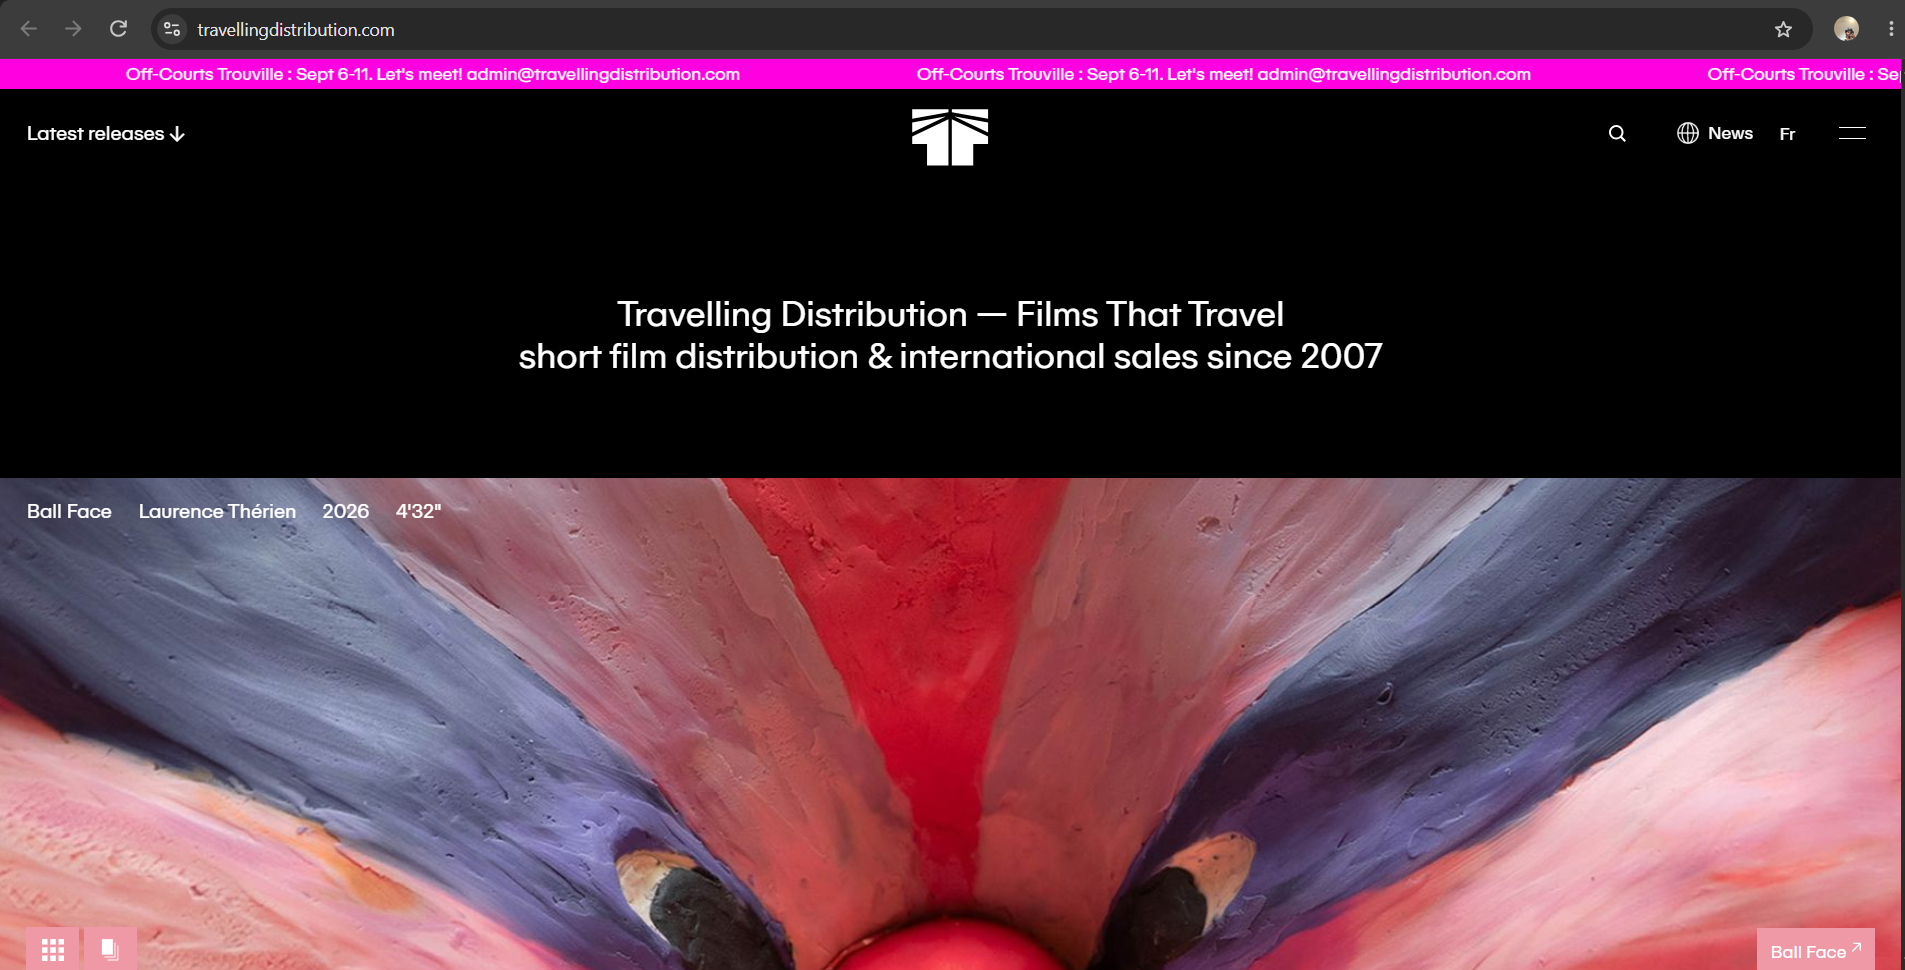 travellingdistribution.com
Off-Courts Trouville : Sept 6-11. Let's meet! admin@travellingdistribution.com Off-Courts Trouville : Sept 6-11. Let's meet! admin@travellingdistribution.com Off-Courts Trouville : Se
Latest releases ↓
News Fr
Travelling Distribution — Films That Travel
short film distribution & international sales since 2007
Ball Face Laurence Thérien 2026 4'32"
Ball Face ↗